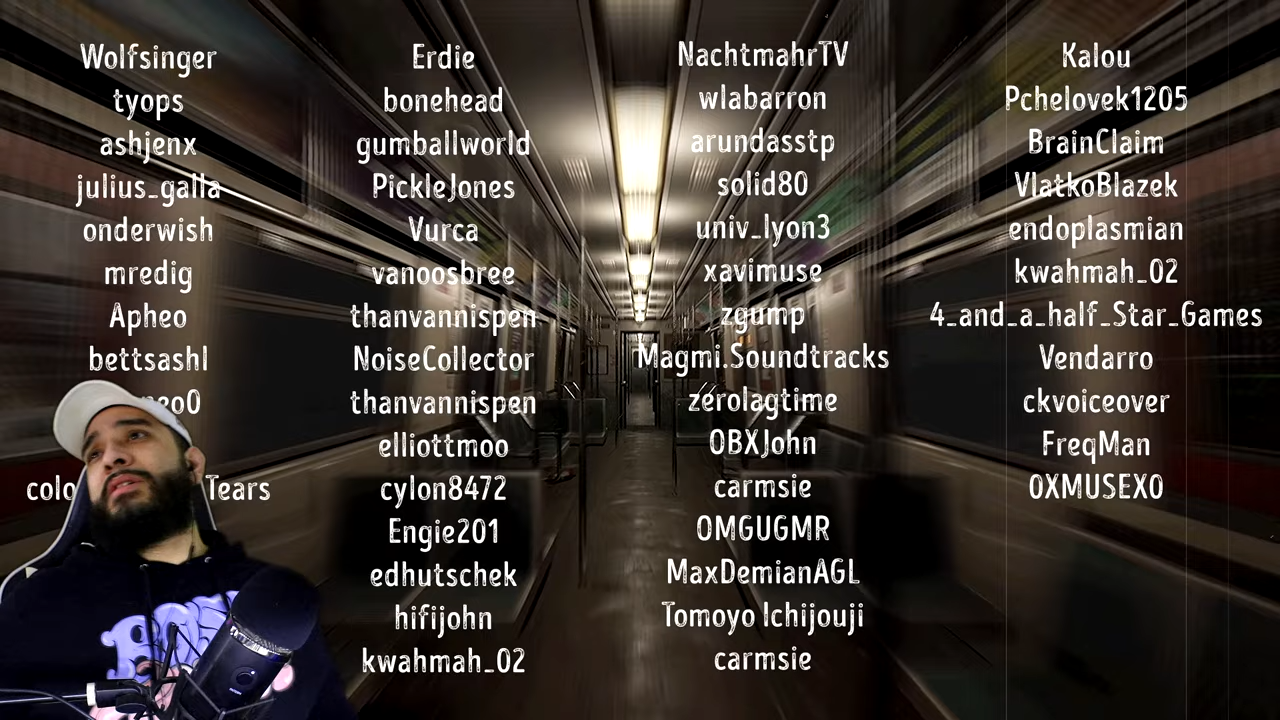 Wolfsinger
tyops
ashjenx
julius_galla
onderwish
mredig
Apheo
bettsashl
Tears
Erdie
bonehead
gumballworld
PickleJones
Vurca
vanoosbree
thanvannispen
NoiseCollector
thanvannispen
elliottmoo
cylon8472
Engie201
edhutschek
hifijohn
kwahmah_02
NachtmahrTV
wlabarron
arundasstp
solid80
univ_lyon3
xavimuse
zgump
Magmi.Soundtracks
zerolagtime
OBXJohn
carmsie
OMGUGMR
MaxDemianAGL
Tomoyo Ichijouji
carmsie
Kalou
Pchelovek1205
BrainClaim
VlatkoBlazek
endoplasmian
kwahmah_02
4_and_a_half_Star_Games
Vendarro
ckvoiceover
FreqMan
OXMUSEXO